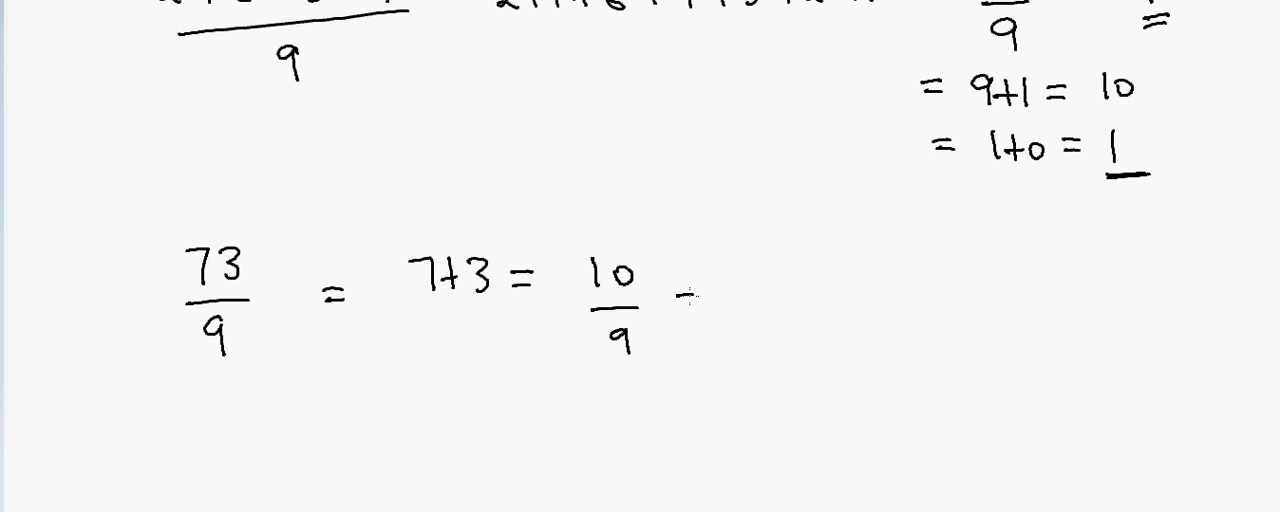 9
9 =
= 9+1 = 10
= 1+0 = 1
73/9 = 7+3 = 10/9 -